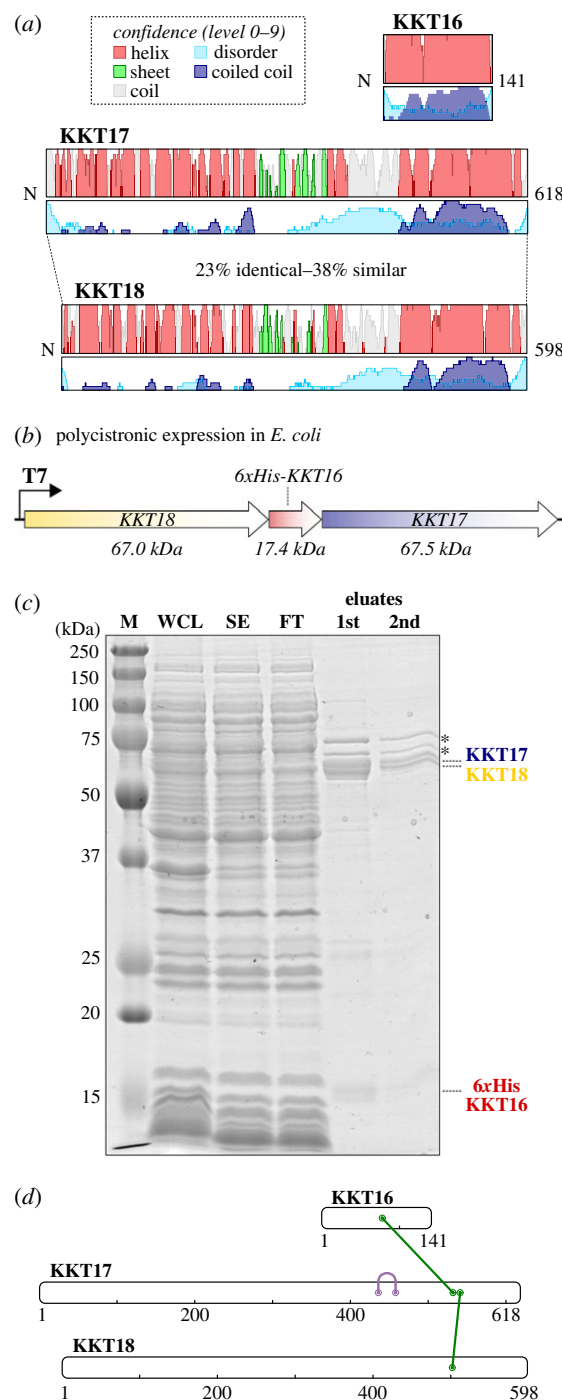 (a)
confidence (level 0–9)
helix
disorder
sheet
coiled coil
coil
KKT16
N
141
KKT17
N
618
23% identical–38% similar
KKT18
N
598
(b) polycistronic expression in E. coli
6xHis-KKT16
T7
KKT18
KKT17
67.0 kDa
17.4 kDa
67.5 kDa
(c)
eluates
(kDa)
M
WCL
SE
FT
1st
2nd
250
150
100
75
*
*
KKT17
KKT18
50
37
25
20
15
6xHis
KKT16
(d)
KKT16
1
141
KKT17
1
200
400
618
KKT18
1
200
400
598